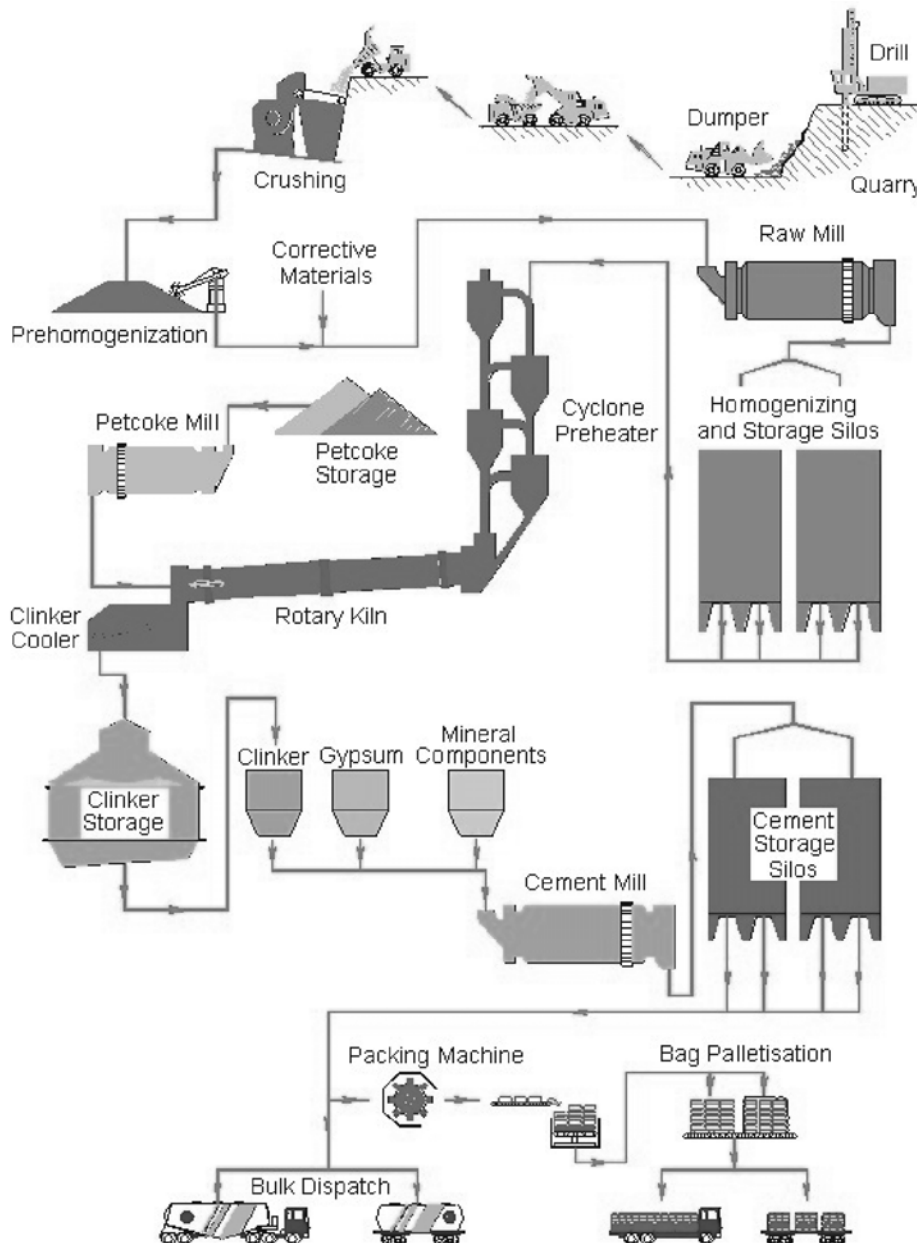 Drill
Dumper
Crushing
Quarry
Raw Mill
Corrective
Materials
Prehomogenization
Petcoke Mill
Petcoke
Storage
Cyclone
Preheater
Homogenizing
and Storage Silos
Rotary Kiln
Clinker
Cooler
Clinker
Gypsum
Mineral
Components
Clinker
Storage
Cement
Storage
Silos
Cement Mill
Packing Machine
Bag Palletisation
Bulk Dispatch